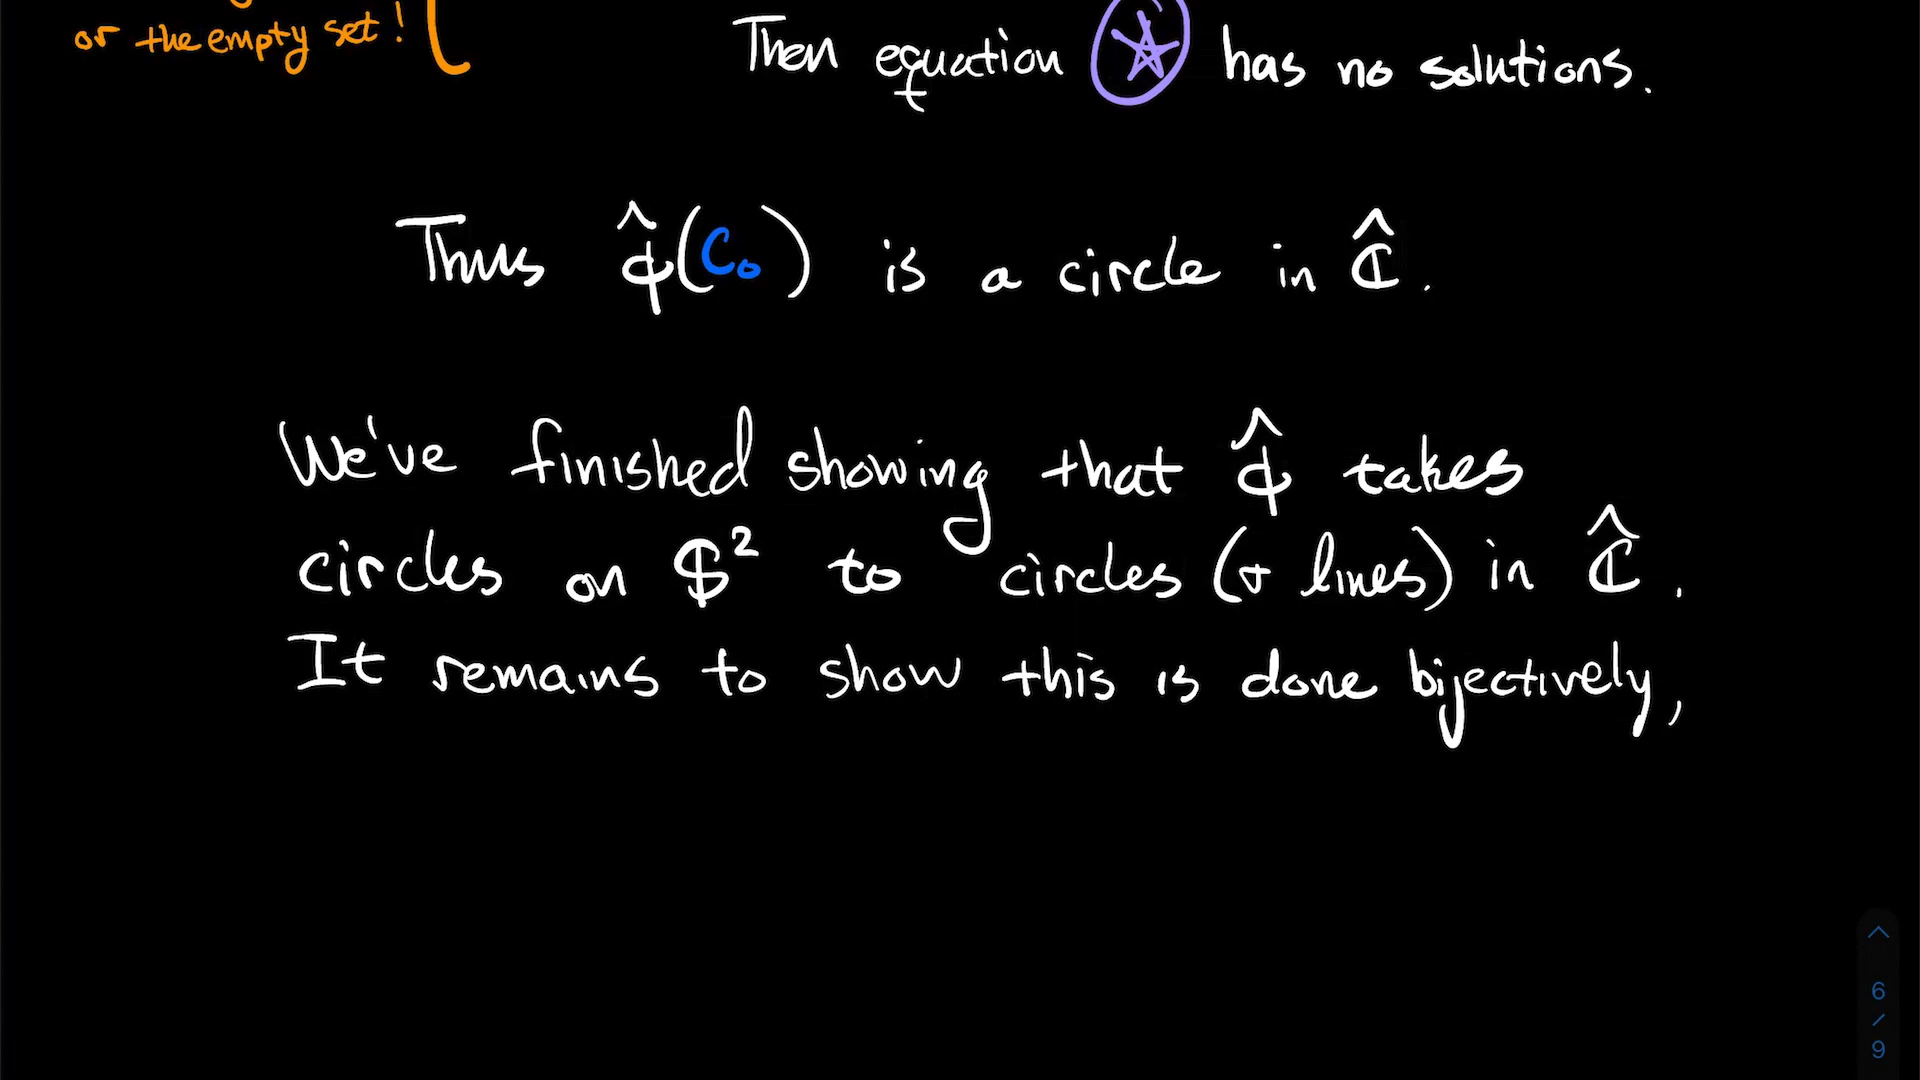 or the empty set!
Then equation ☆ has no solutions.
Thus φ̂(C₀) is a circle in ℂ̂.
We've finished showing that φ̂ takes
circles on 𝕊² to circles (+ lines) in ℂ̂.
It remains to show this is done bijectively,
6
/
9